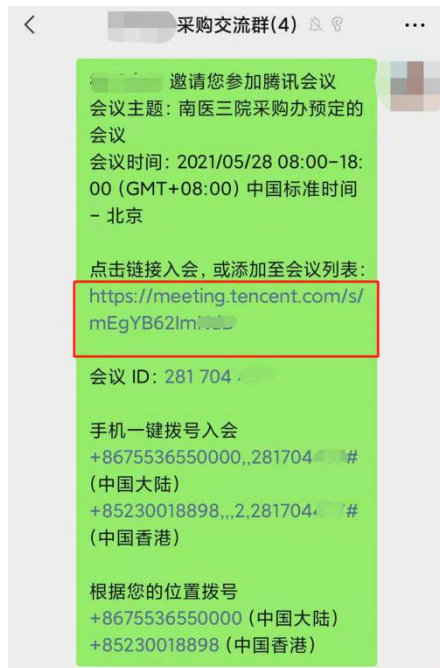 采购交流群(4)
邀请您参加腾讯会议
会议主题：南医三院采购办预定的
会议
会议时间：2021/05/28 08:00-18:
00 (GMT+08:00) 中国标准时间
- 北京
点击链接入会，或添加至会议列表：
https://meeting.tencent.com/s/
mEgYB62Im
会议 ID：281 704
手机一键拨号入会
+8675536550000,,281704 #
(中国大陆)
+85230018898,,,2,281704 #
(中国香港)
根据您的位置拨号
+8675536550000 (中国大陆)
+85230018898 (中国香港)